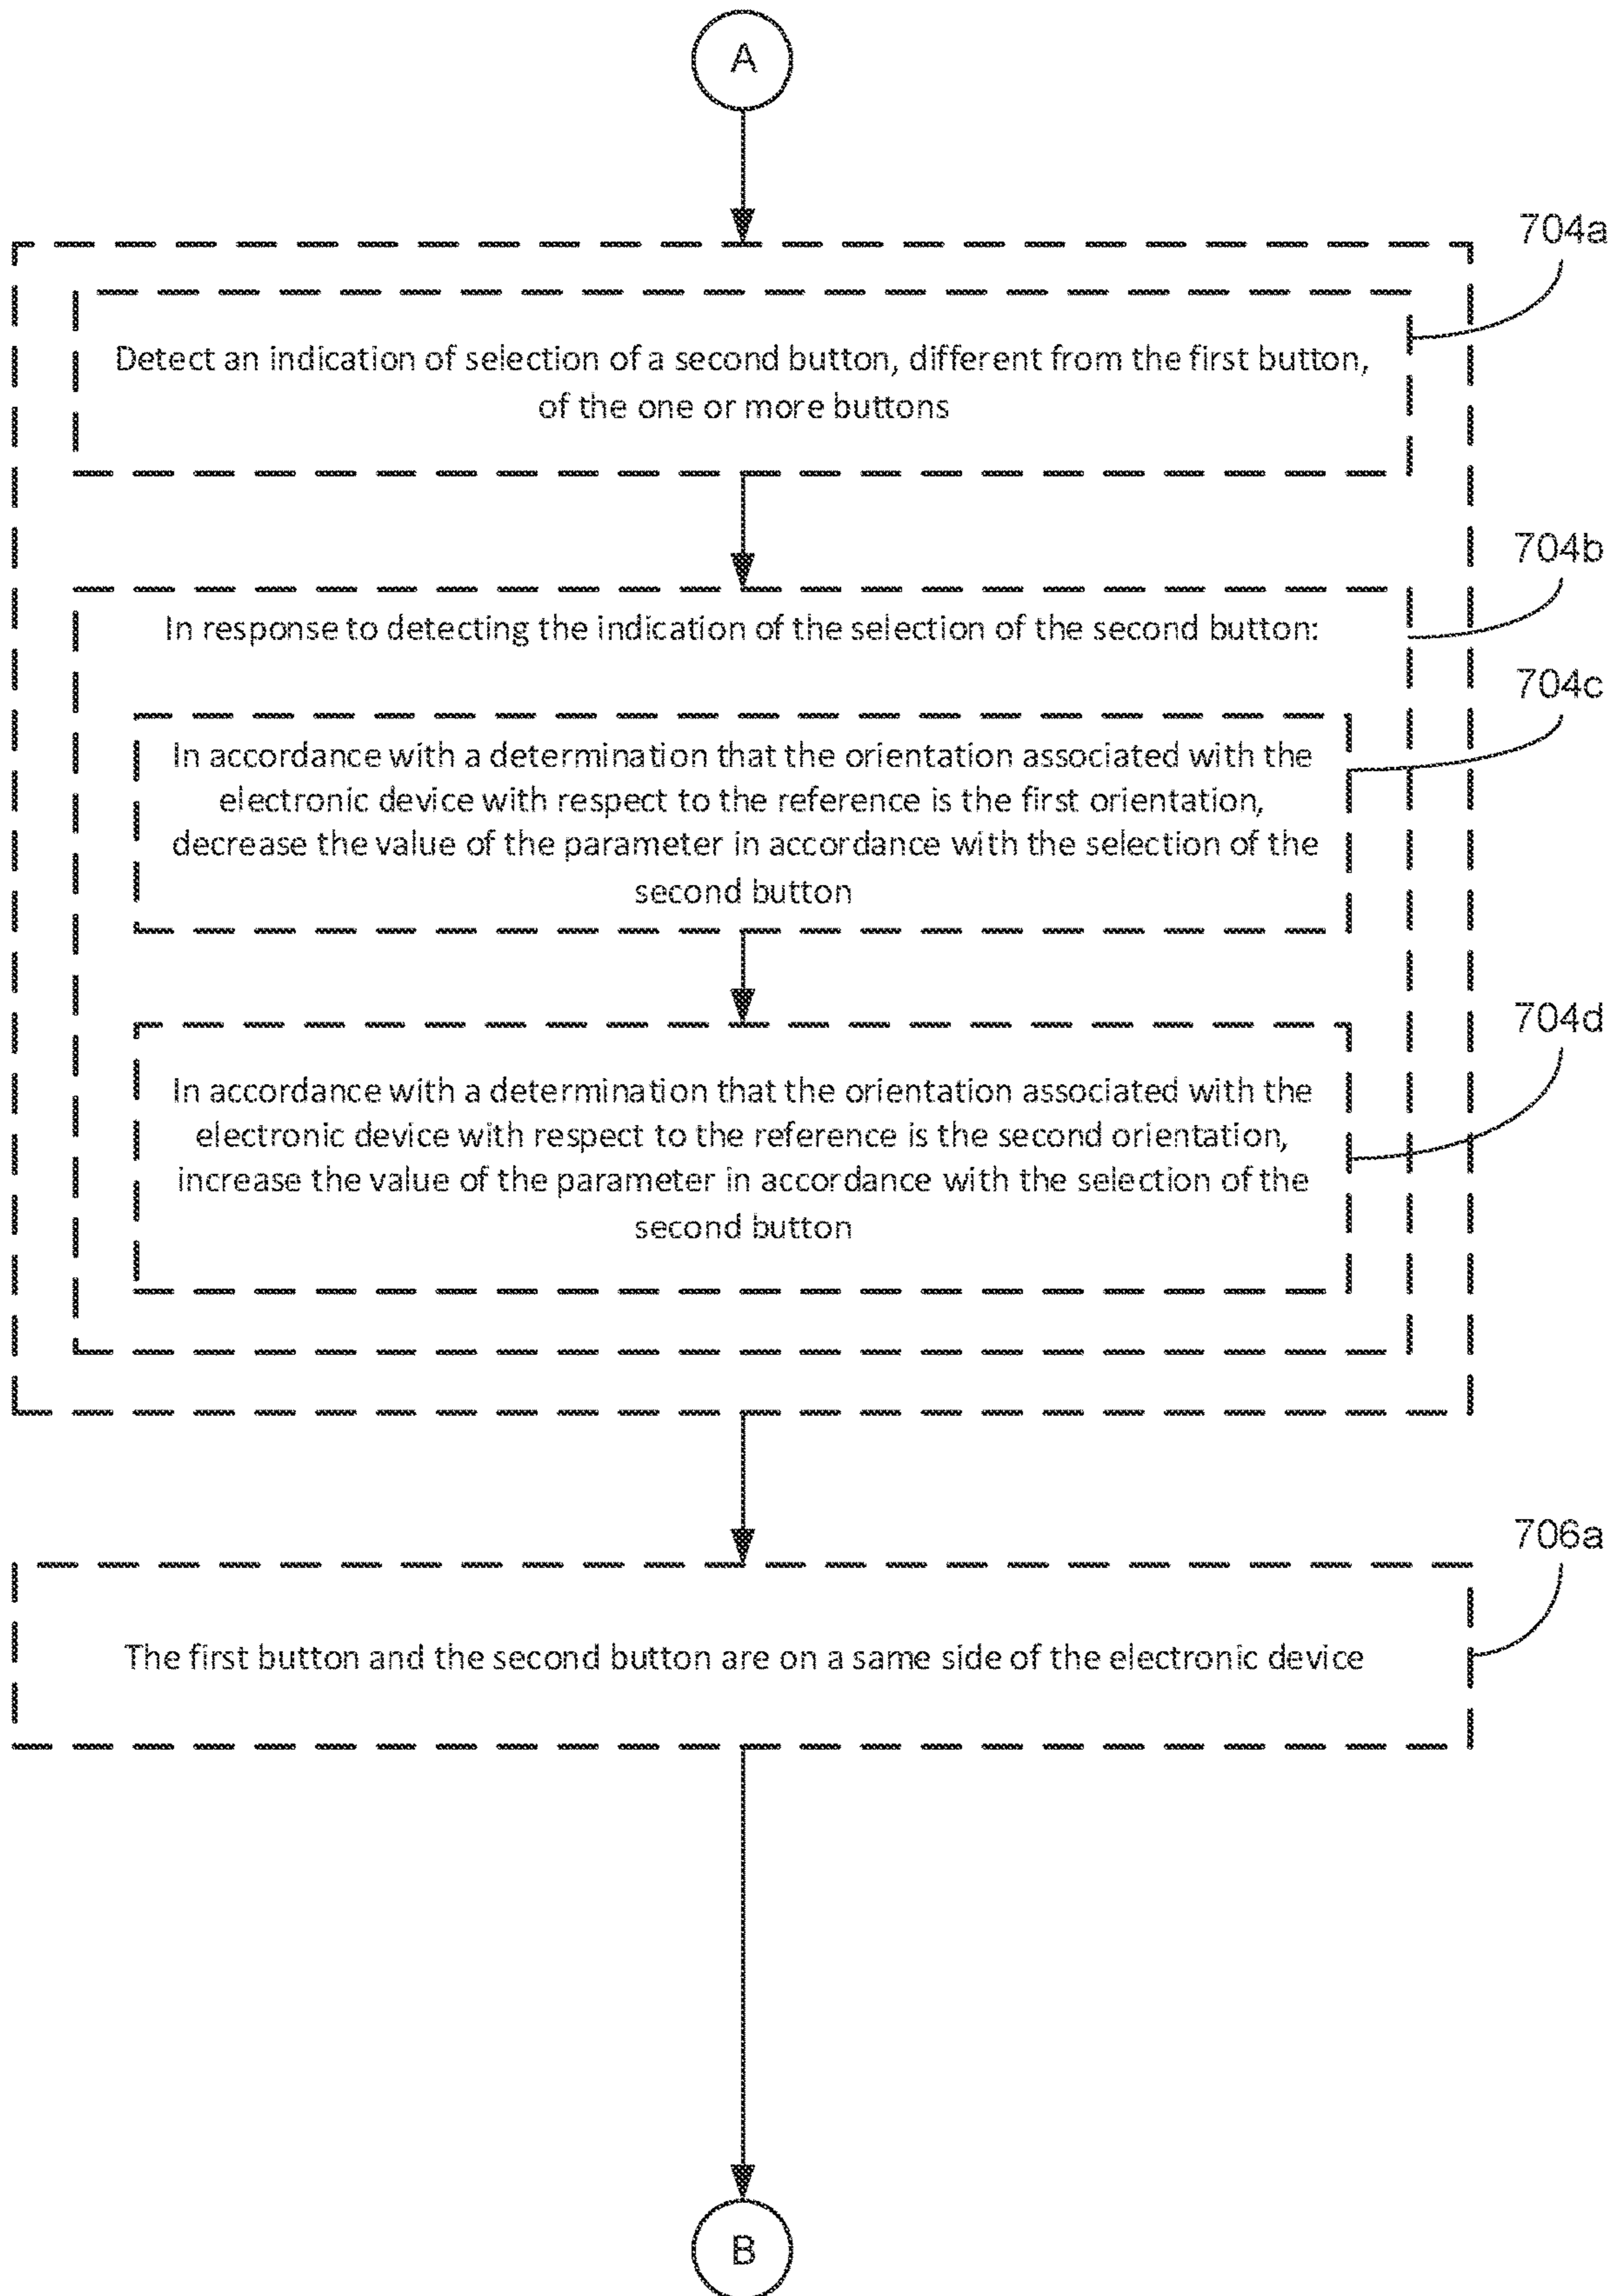 A
704a
Detect an indication of selection of a second button, different from the first button,
of the one or more buttons
704b
In response to detecting the indication of the selection of the second button:
704c
In accordance with a determination that the orientation associated with the
electronic device with respect to the reference is the first orientation,
decrease the value of the parameter in accordance with the selection of the
second button
704d
In accordance with a determination that the orientation associated with the
electronic device with respect to the reference is the second orientation,
increase the value of the parameter in accordance with the selection of the
second button
706a
The first button and the second button are on a same side of the electronic device
B